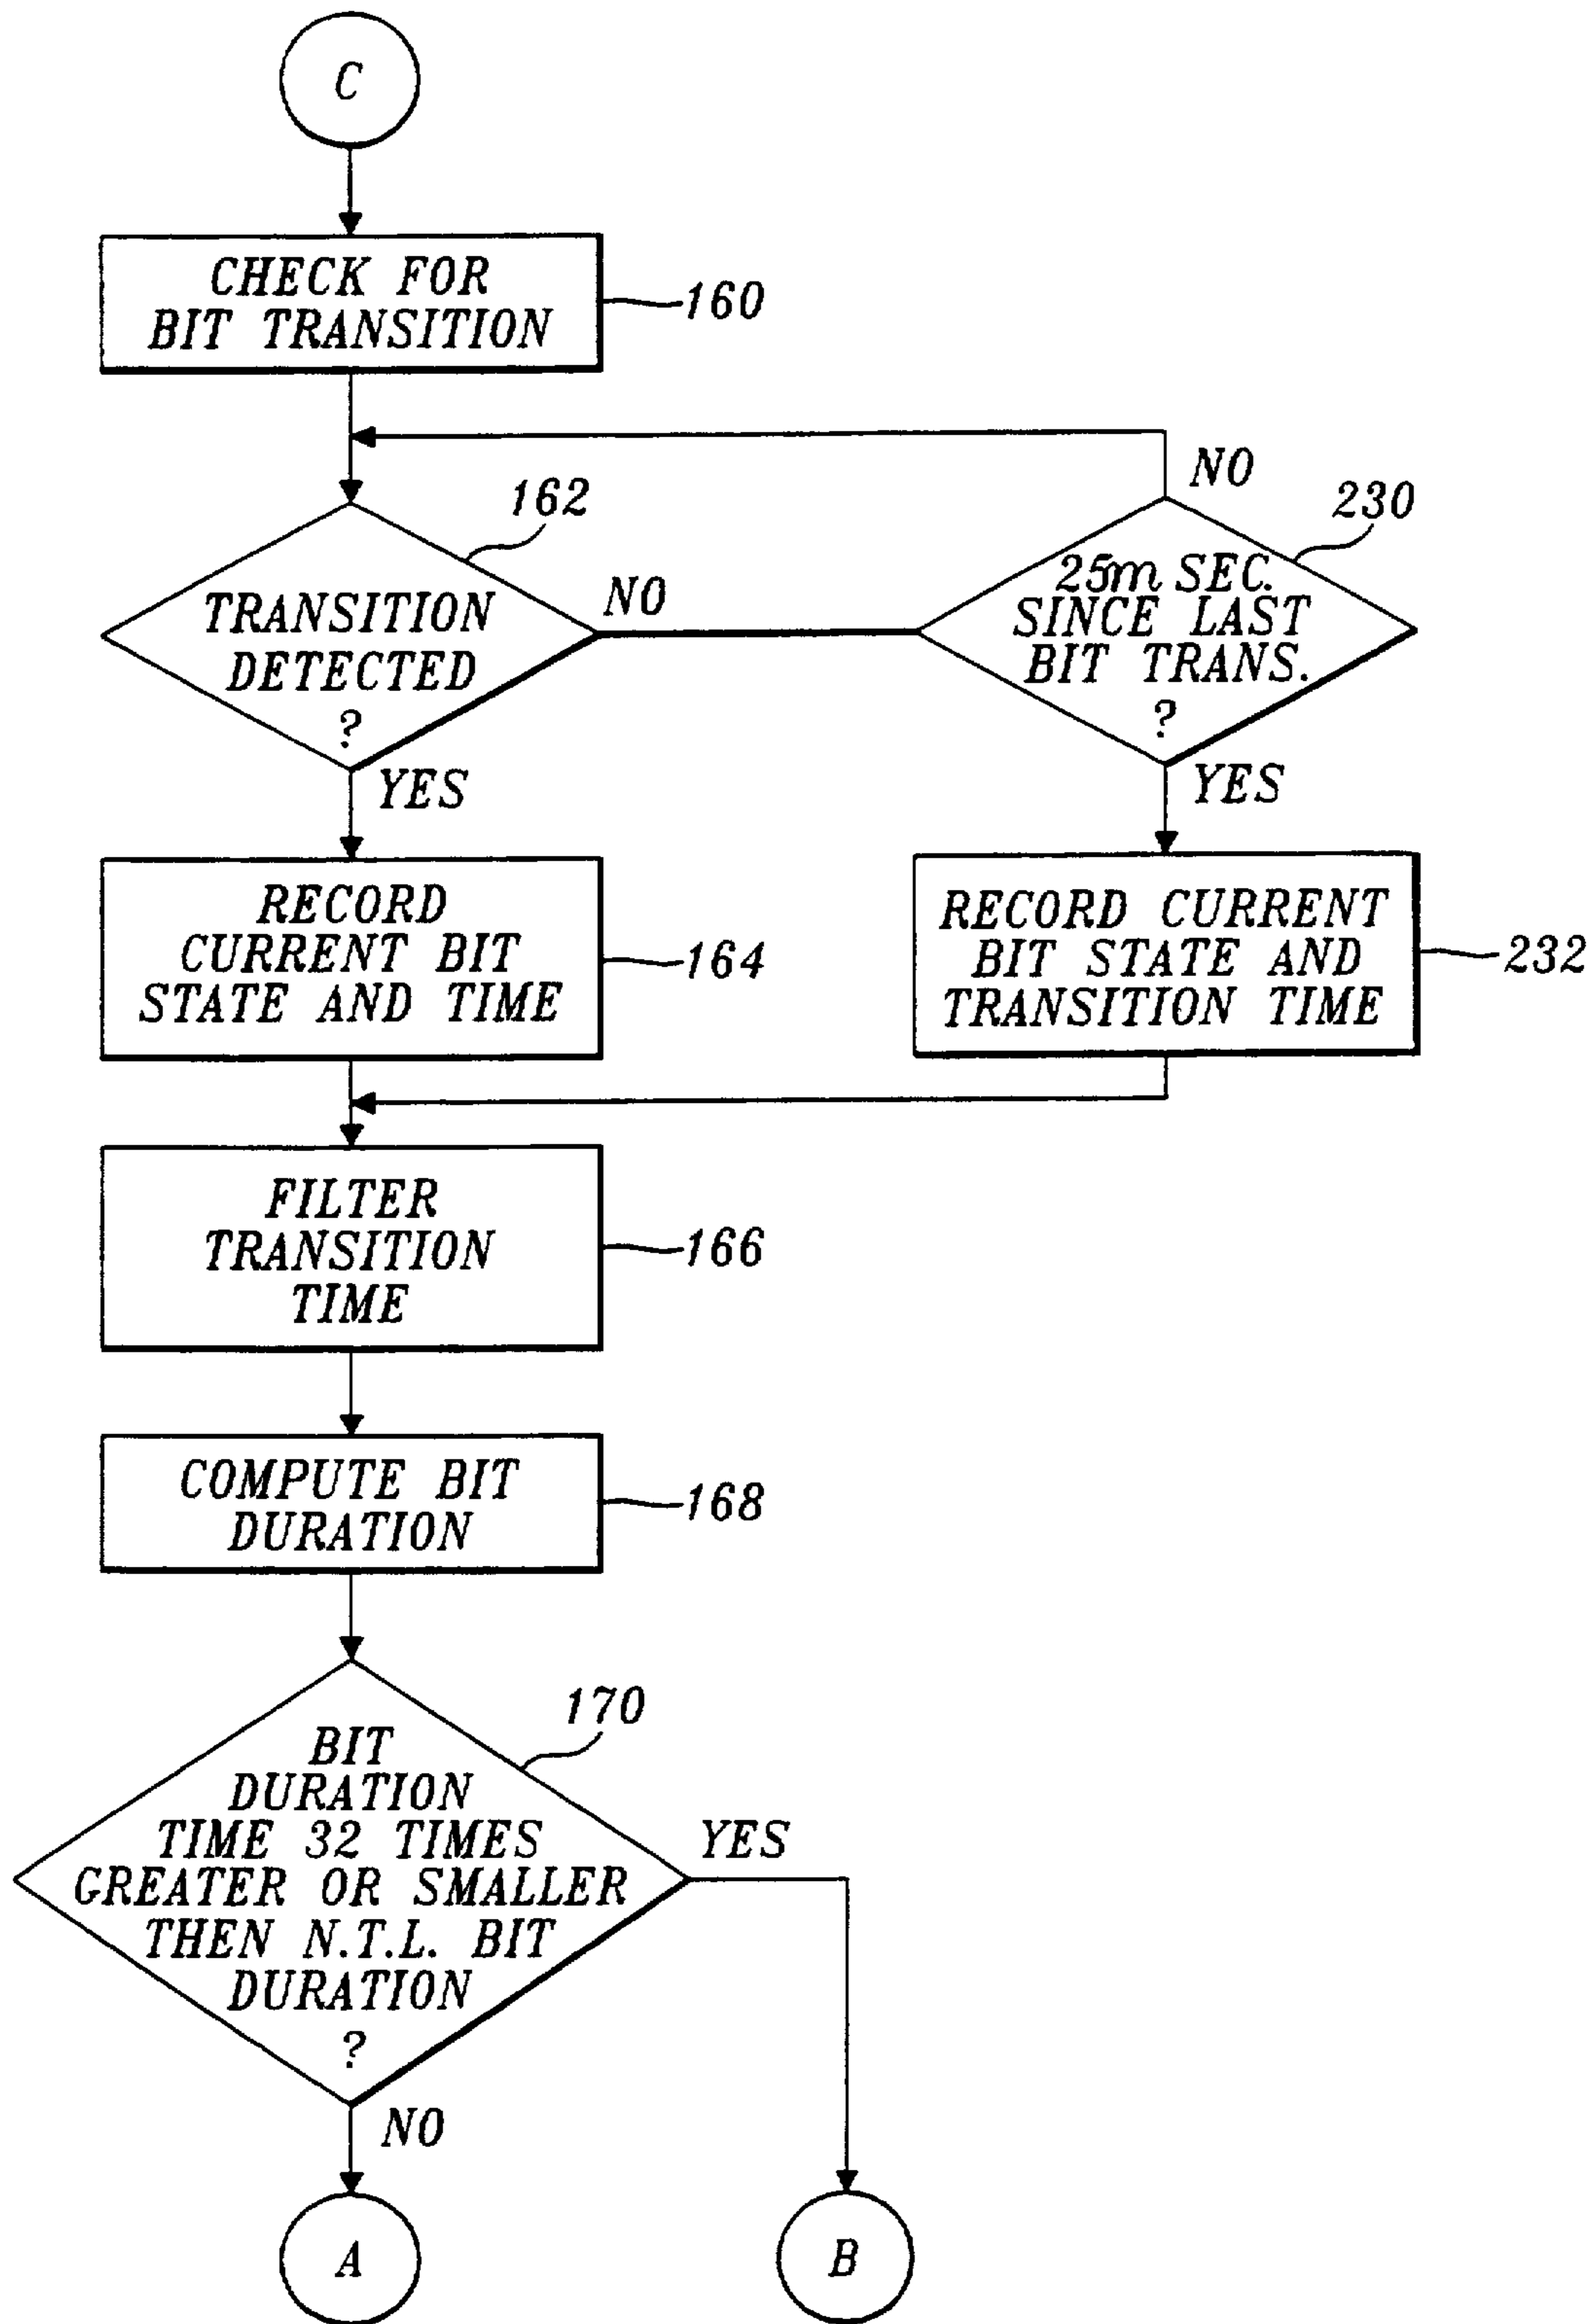 C
CHECK FOR
BIT TRANSITION
160
NO
162
230
TRANSITION
DETECTED
?
NO
25m SEC.
SINCE LAST
BIT TRANS.
?
YES
YES
RECORD
CURRENT BIT
STATE AND TIME
164
RECORD CURRENT
BIT STATE AND
TRANSITION TIME
232
FILTER
TRANSITION
TIME
166
COMPUTE BIT
DURATION
168
170
BIT
DURATION
TIME 32 TIMES
GREATER OR SMALLER
THEN N.T.L. BIT
DURATION
?
YES
NO
A
B